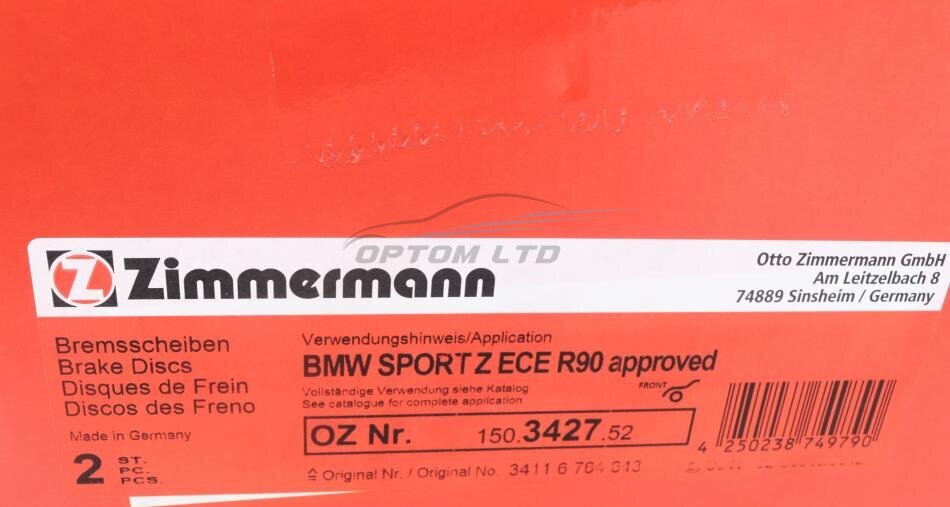 OPTOM LTD
Z Zimmermann
Otto Zimmermann GmbH
Am Leitzelbach 8
74889 Sinsheim / Germany
Bremsscheiben
Brake Discs
Disques de Frein
Discos des Freno
Made in Germany
2 ST.
PC.
PCS.
Verwendungshinweis/Application
BMW SPORT Z ECE R90 approved
Vollständige Verwendung siehe Katalog
See catalogue for complete application
FRONT
OZ Nr. 150.3427.52
Original Nr. / Original No. 3411 6 764 613
4 250238 749790